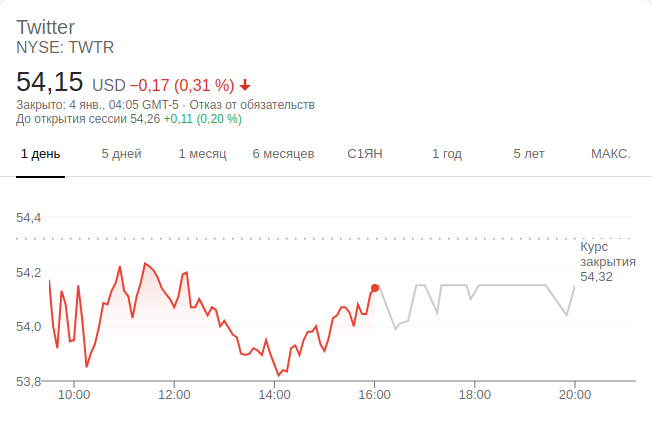 Twitter
NYSE: TWTR
54,15 USD −0,17 (0,31 %)
Закрыто: 4 янв., 04:05 GMT-5 · Отказ от обязательств
До открытия сессии 54,26 +0,11 (0,20 %)
1 день 5 дней 1 месяц 6 месяцев С1ЯН 1 год 5 лет МАКС.
54,4
Курс
закрытия
54,32
54,2
54,0
53,8
10:00 12:00 14:00 16:00 18:00 20:00